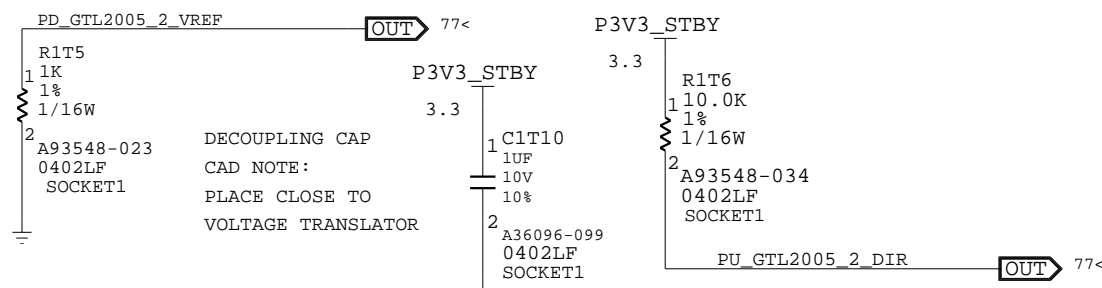 PD_GTL2005_2_VREF
OUT
77<
R1T5
1
1K
1%
1/16W
2
A93548-023
0402LF
SOCKET1
DECOUPLING CAP
CAD NOTE:
PLACE CLOSE TO
VOLTAGE TRANSLATOR
P3V3_STBY
3.3
1
C1T10
1UF
10V
10%
2
A36096-099
0402LF
SOCKET1
P3V3_STBY
3.3
R1T6
1
10.0K
1%
1/16W
2
A93548-034
0402LF
SOCKET1
PU_GTL2005_2_DIR
OUT
77<